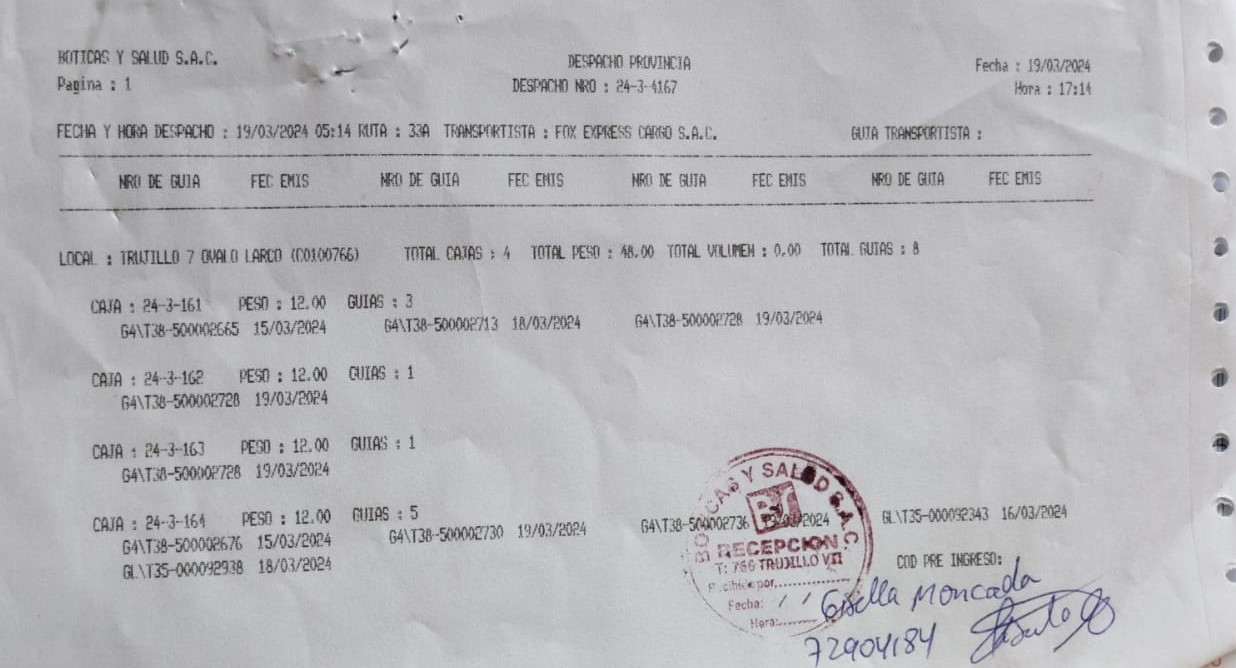 BOTICAS Y SALUD S.A.C. DESPACHO PROVINCIA Fecha : 19/03/2024
Pagina : 1 DESPACHO NRO : 24-3-4167 Hora : 17:14
FECHA Y HORA DESPACHO : 19/03/2024 05:14 RUTA : 33A TRANSPORTISTA : FOX EXPRESS CARGO S.A.C. GUIA TRANSPORTISTA :
NRO DE GUIA FEC EMIS NRO DE GUIA FEC EMIS NRO DE GUIA FEC EMIS NRO DE GUIA FEC EMIS
LOCAL : TRUJILLO 7 OVALO LARCO (C0100766) TOTAL CAJAS : 4 TOTAL PESO : 48.00 TOTAL VOLUMEN : 0.00 TOTAL GUIAS : 8
CAJA : 24-3-161 PESO : 12.00 GUIAS : 3
G4\T38-500002665 15/03/2024 G4\T38-500002713 18/03/2024 G4\T38-500002728 19/03/2024
CAJA : 24-3-162 PESO : 12.00 GUIAS : 1
G4\T38-500002728 19/03/2024
CAJA : 24-3-163 PESO : 12.00 GUIAS : 1
G4\T38-500002728 19/03/2024
CAJA : 24-3-164 PESO : 12.00 GUIAS : 5
G4\T38-500002676 15/03/2024 G4\T38-500002730 19/03/2024 G4\T38-500002736 19/03/2024 GL\T35-000092343 16/03/2024
GL\T35-000092938 18/03/2024
COD PRE INGRESO:
BOTICAS Y SALUD S.A.C.
RECEPCION
T: 766 TRUJILLO VII
Recibido por,
Fecha: / /
Hora:
Gisella Moncada
72904184